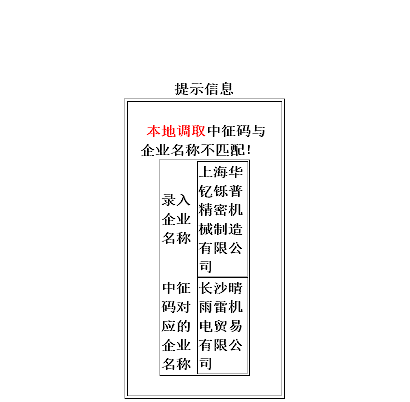 提示信息
本地调取中征码与
企业名称不匹配！
录入
企业
名称
上海华
钇铄普
精密机
械制造
有限公
司
中征
码对
应的
企业
名称
长沙晴
雨雷机
电贸易
有限公
司